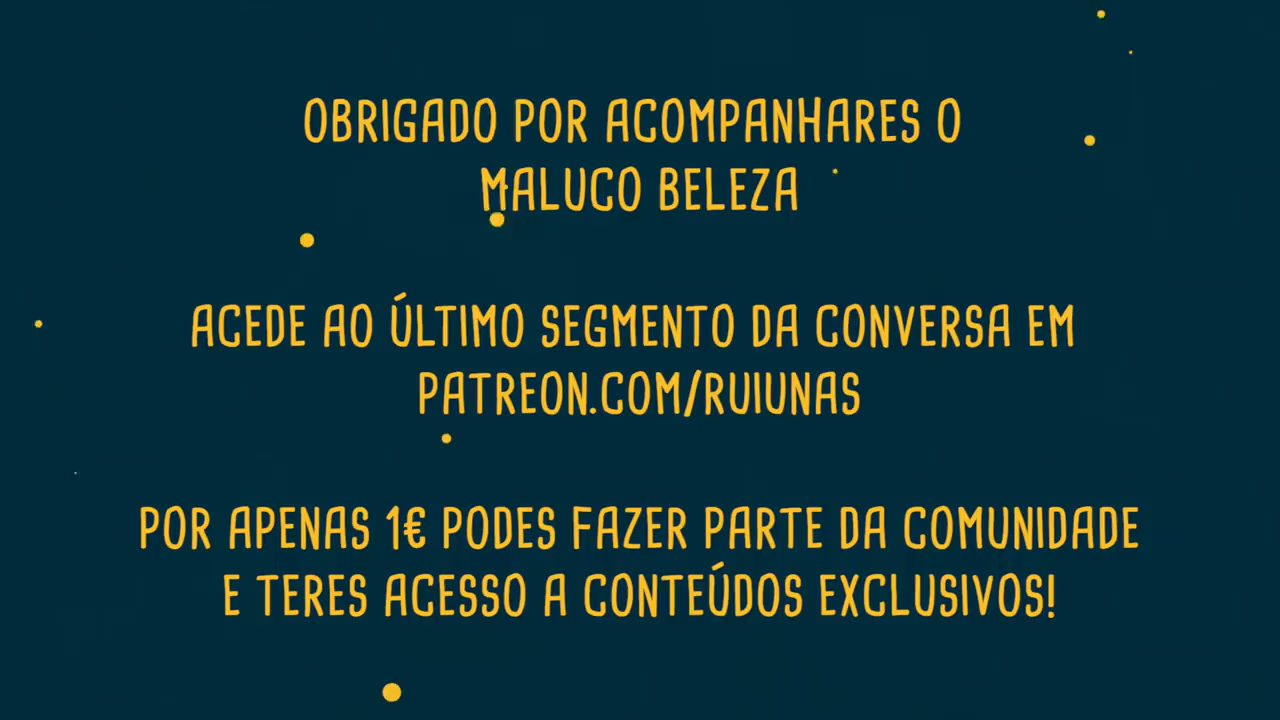 OBRIGADO POR ACOMPANHARES O
MALUCO BELEZA
ACEDE AO ÚLTIMO SEGMENTO DA CONVERSA EM
PATREON.COM/RUIUNAS
POR APENAS 1€ PODES FAZER PARTE DA COMUNIDADE
E TERES ACESSO A CONTEÚDOS EXCLUSIVOS!